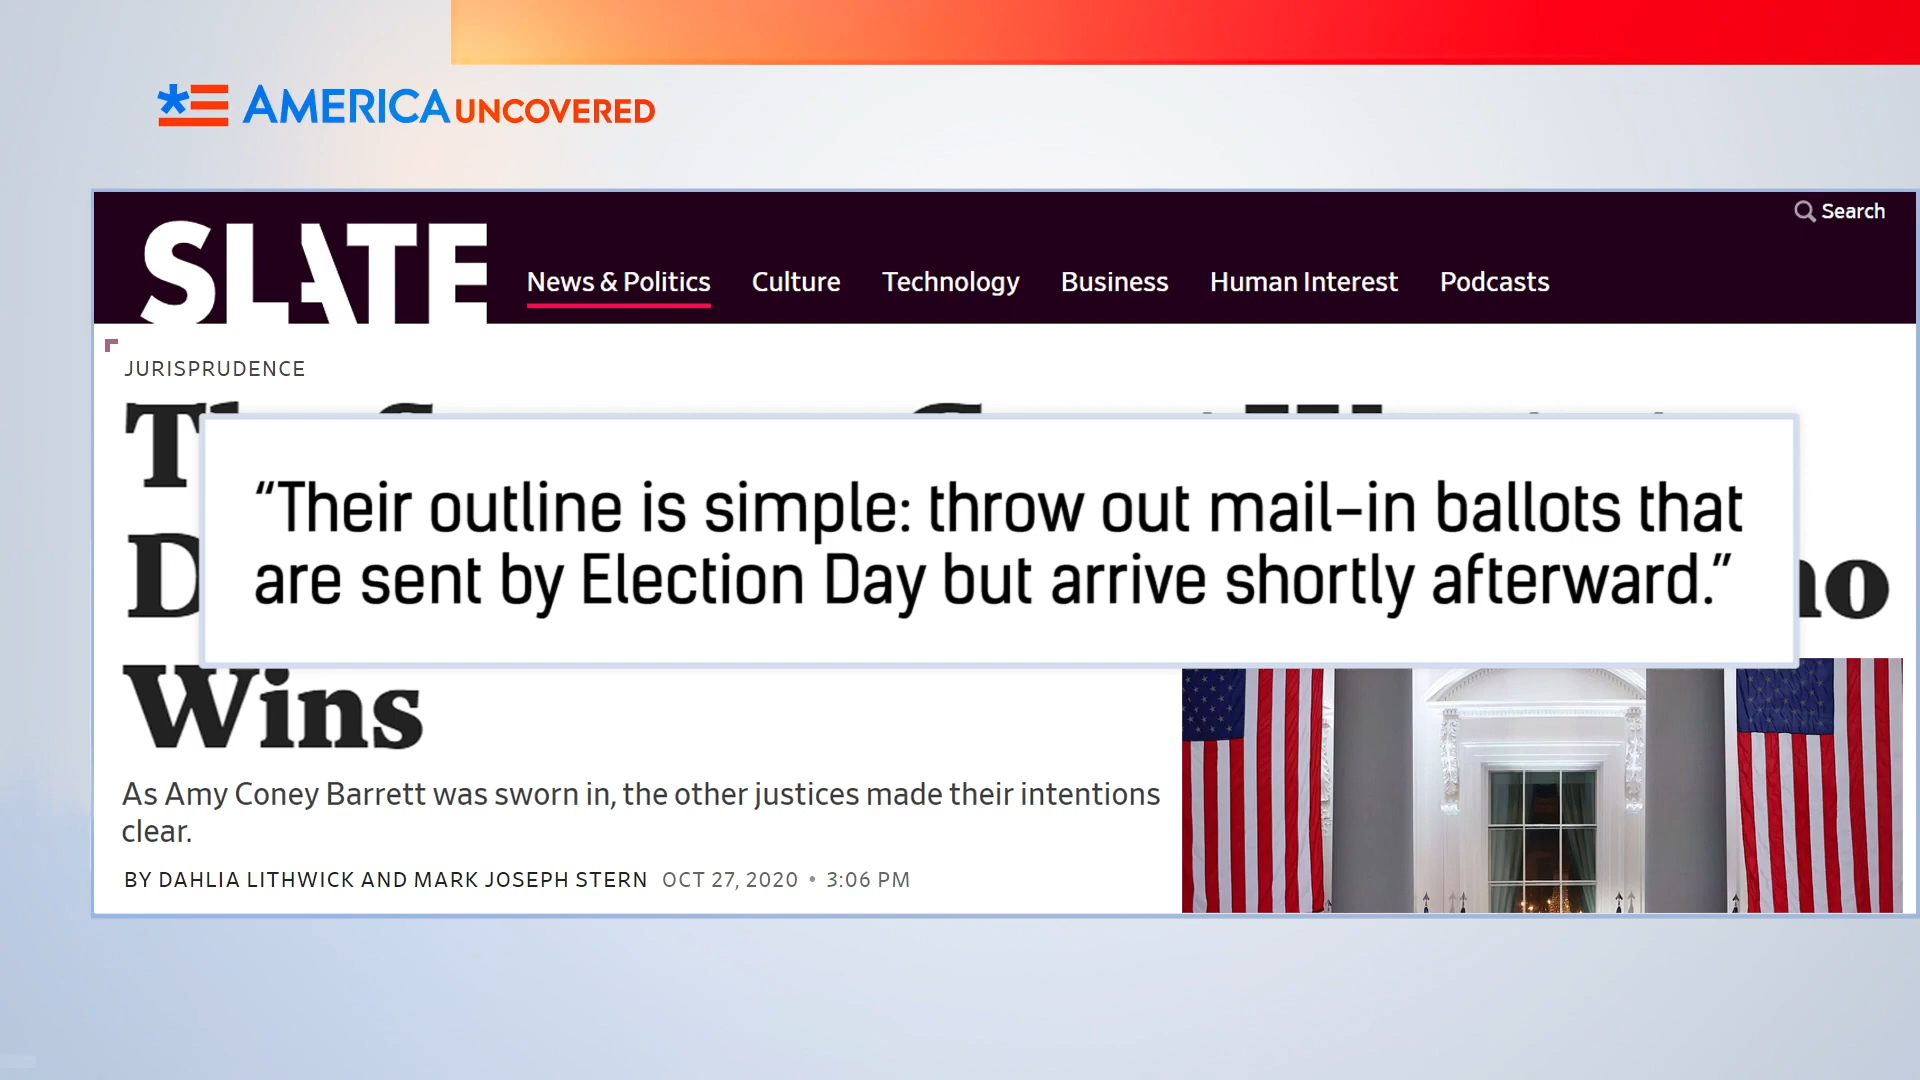 AMERICA UNCOVERED
Search
SLATE
News & Politics Culture Technology Business Human Interest Podcasts
JURISPRUDENCE
“Their outline is simple: throw out mail-in ballots that
are sent by Election Day but arrive shortly afterward.”
Wins
As Amy Coney Barrett was sworn in, the other justices made their intentions
clear.
BY DAHLIA LITHWICK AND MARK JOSEPH STERN OCT 27, 2020 • 3:06 PM